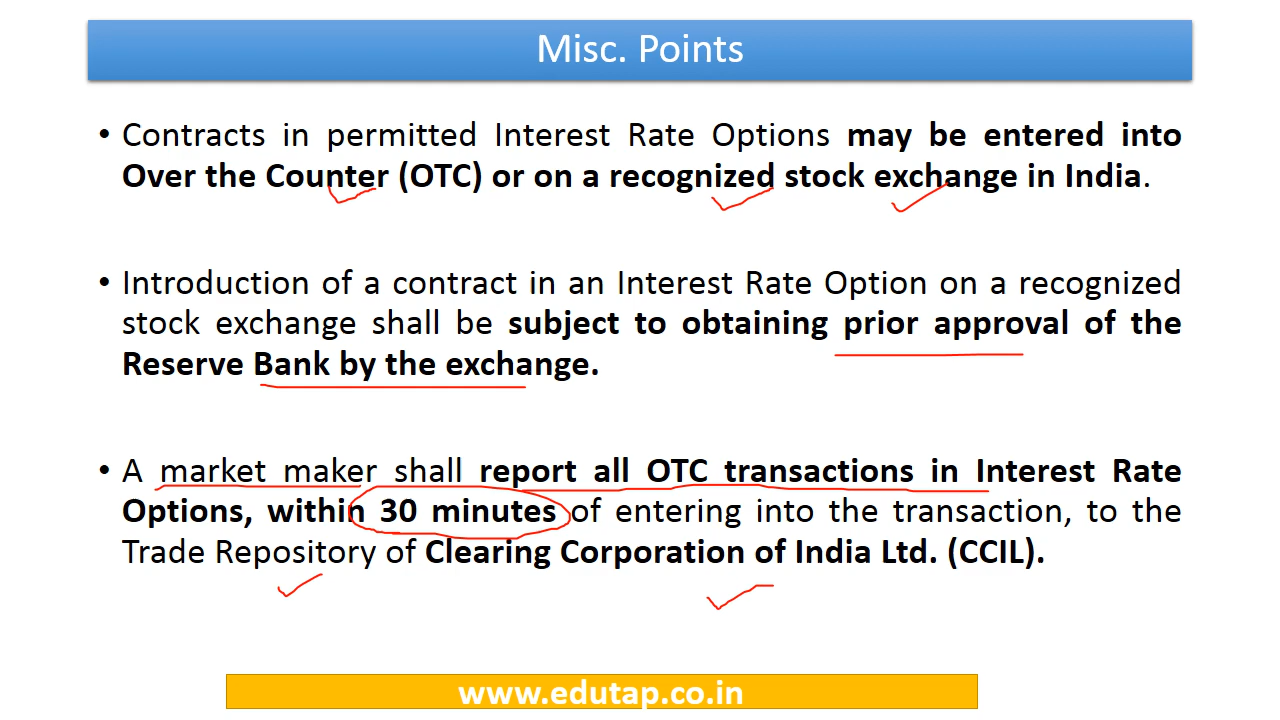 Misc. Points
• Contracts in permitted Interest Rate Options may be entered into
Over the Counter (OTC) or on a recognized stock exchange in India.
• Introduction of a contract in an Interest Rate Option on a recognized
stock exchange shall be subject to obtaining prior approval of the
Reserve Bank by the exchange.
• A market maker shall report all OTC transactions in Interest Rate
Options, within 30 minutes of entering into the transaction, to the
Trade Repository of Clearing Corporation of India Ltd. (CCIL).
www.edutap.co.in